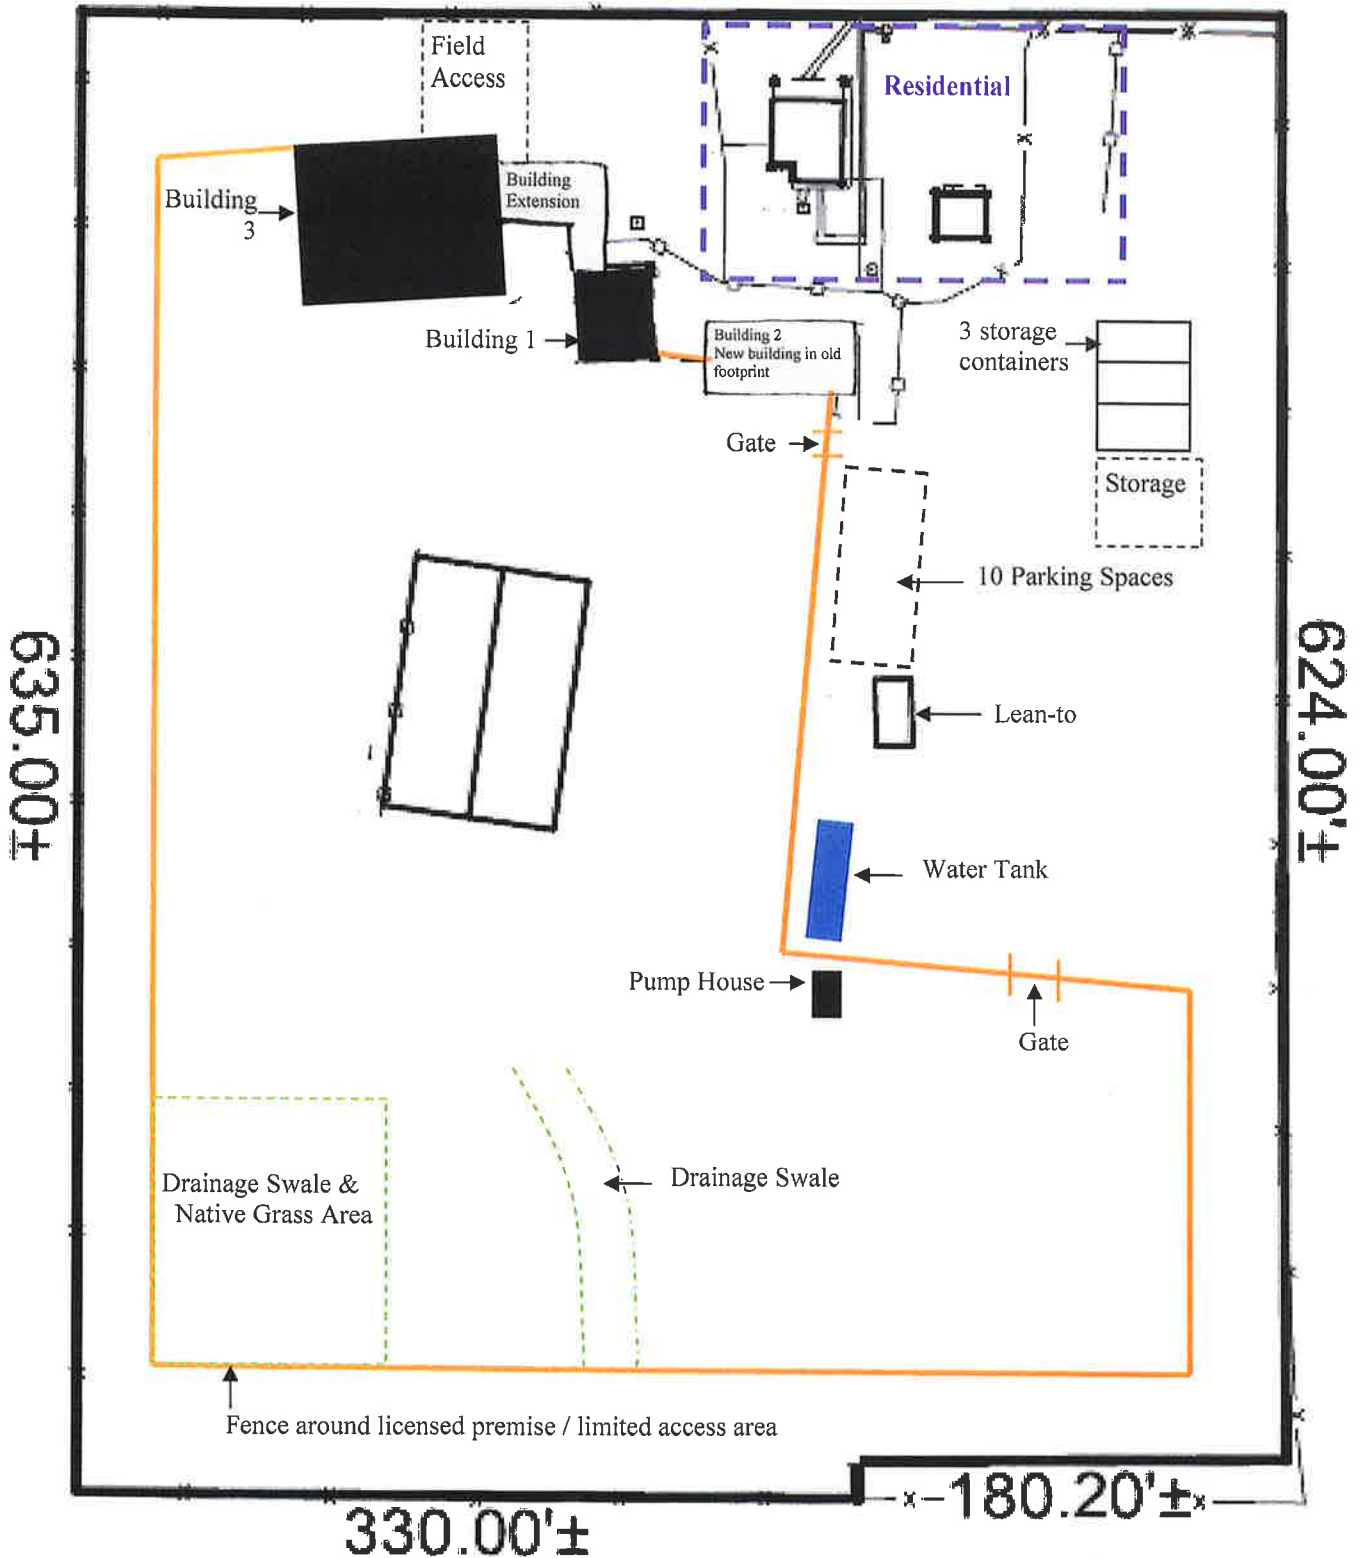 Field
Access
Residential
Building
3
Building
Extension
Building 1
Building 2
New building in old
footprint
3 storage
containers
Gate
Storage
10 Parking Spaces
635.00±
624.00'±
Lean-to
Water Tank
Pump House
Gate
Drainage Swale &
Native Grass Area
Drainage Swale
Fence around licensed premise / limited access area
180.20'±
330.00'±